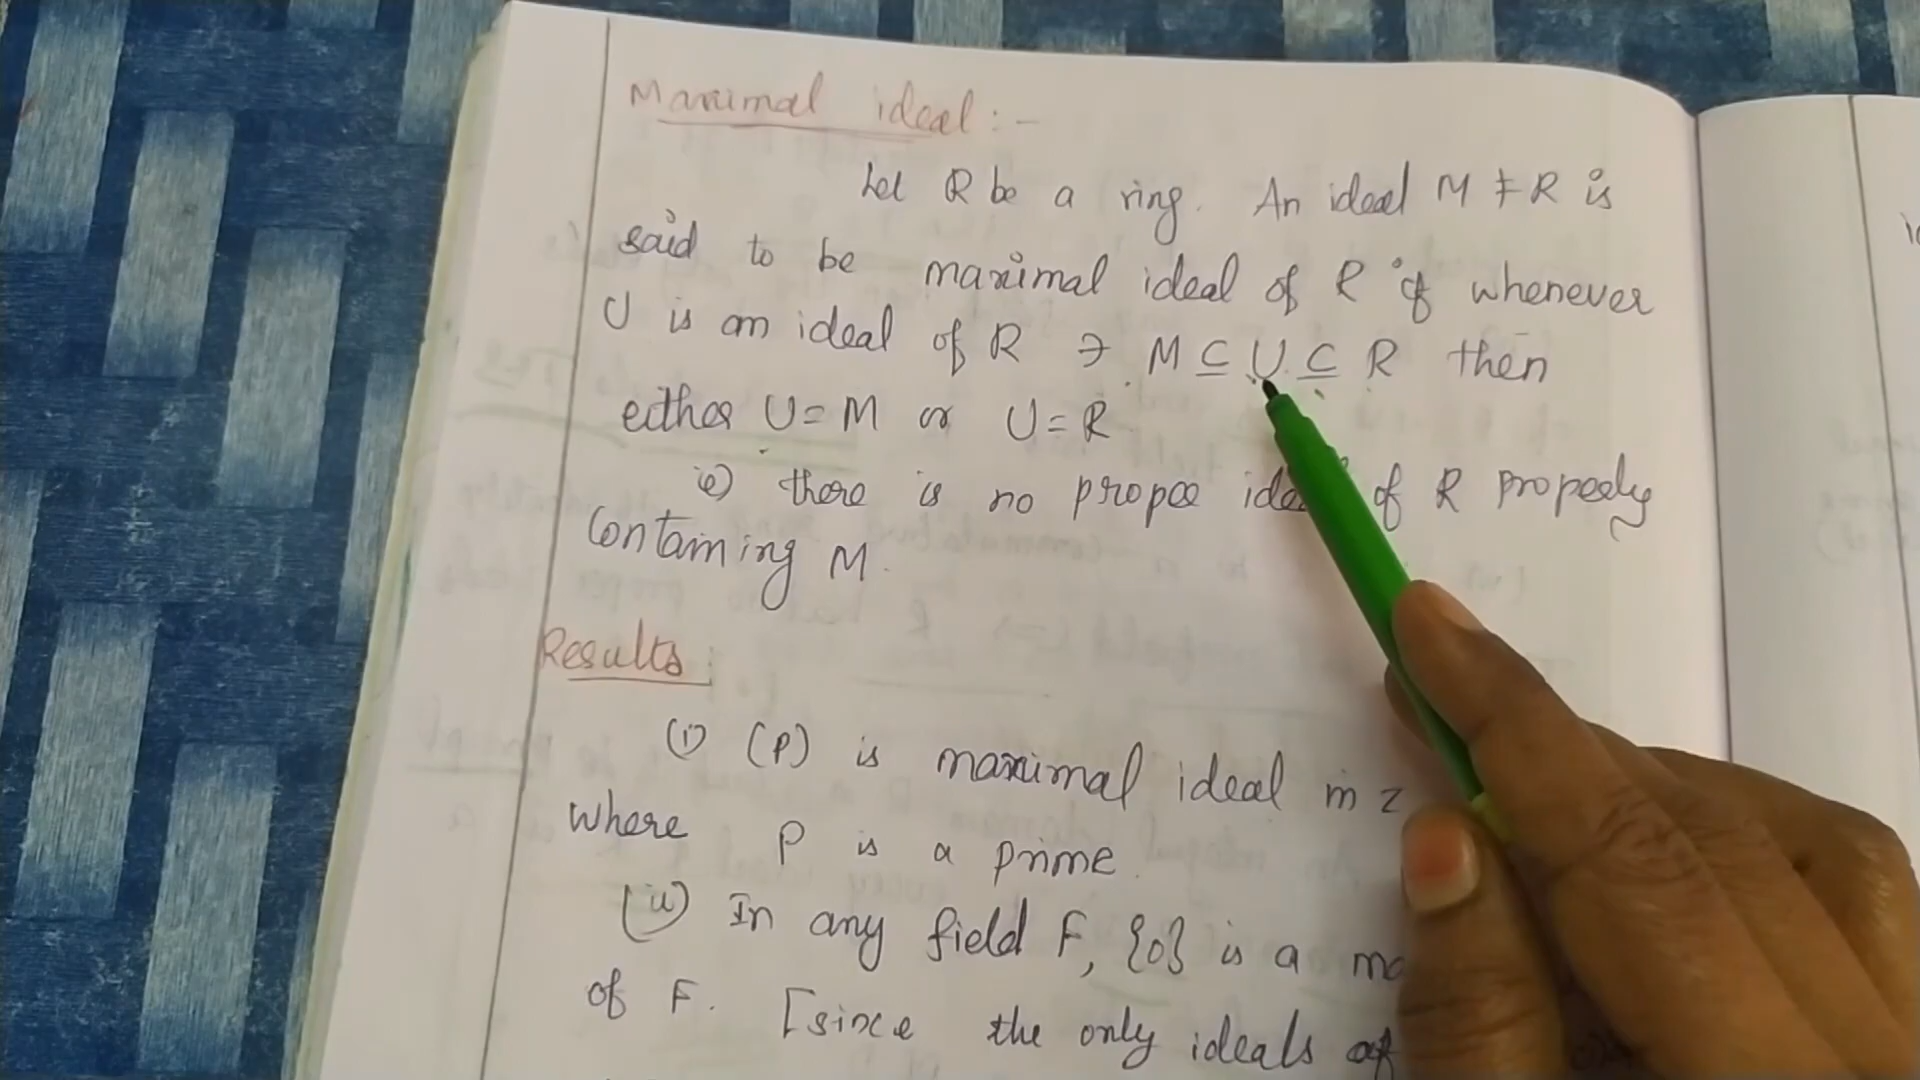 Maximal ideal :-
Let R be a ring. An ideal M ≠ R is
said to be maximal ideal of R if whenever
U is an ideal of R ∋ M ⊆ U ⊆ R then
either U = M or U = R
ie) there is no proper of R properly
Containing M.
Results:
(i) (P) is maximal ideal in Z
where P is a prime.
(ii) In any field F, {0} is a
of F. [since the only ideals of